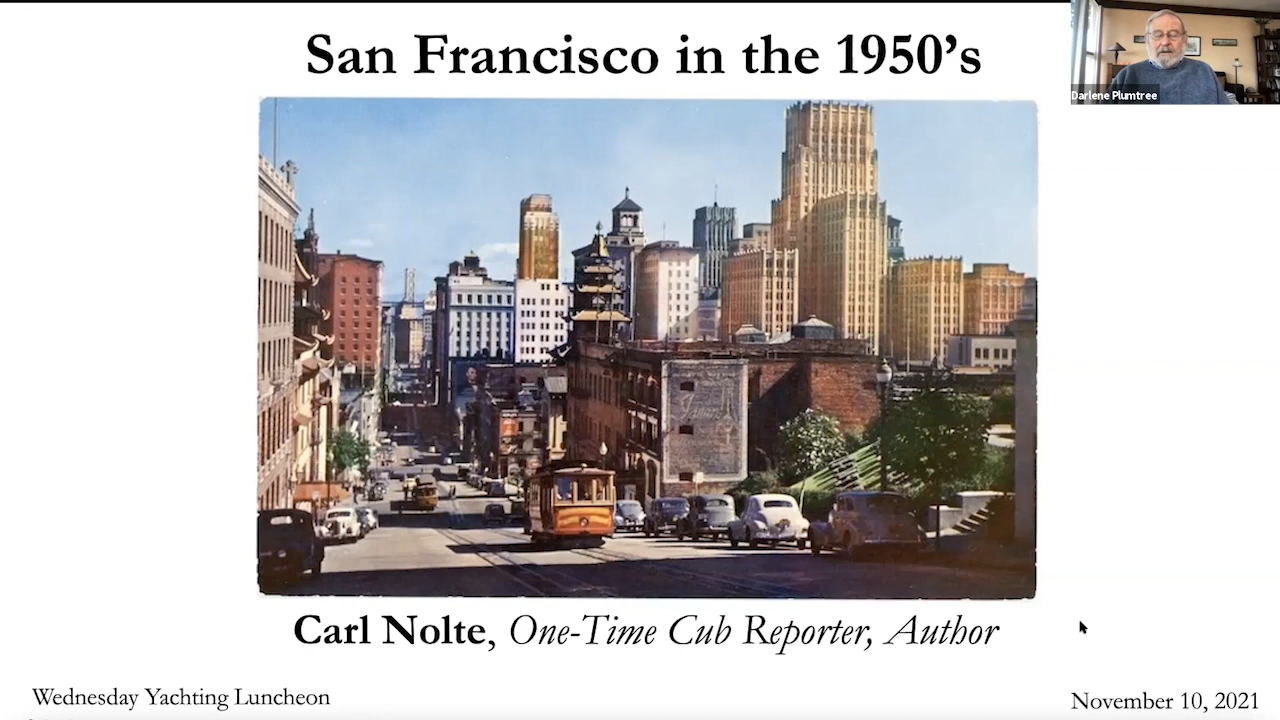 San Francisco in the 1950's
Darlene Plumtree
Carl Nolte, One-Time Cub Reporter, Author
Wednesday Yachting Luncheon
November 10, 2021